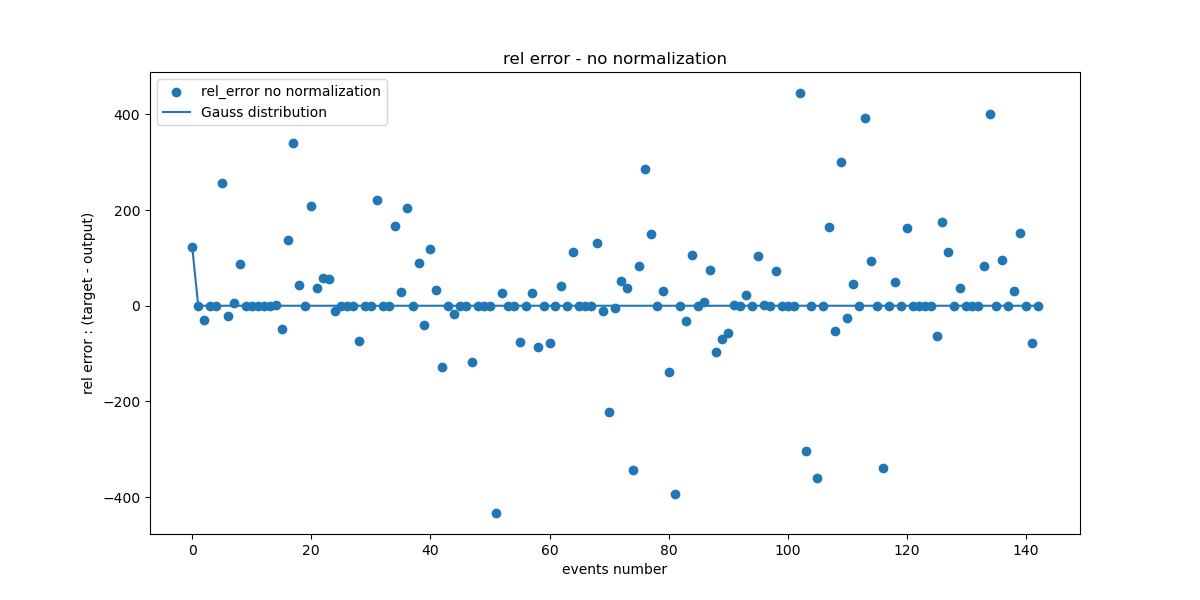 rel error - no normalization
rel_error no normalization
Gauss distribution
400
200
0
−200
−400
rel error : (target - output)
0 20 40 60 80 100 120 140
events number